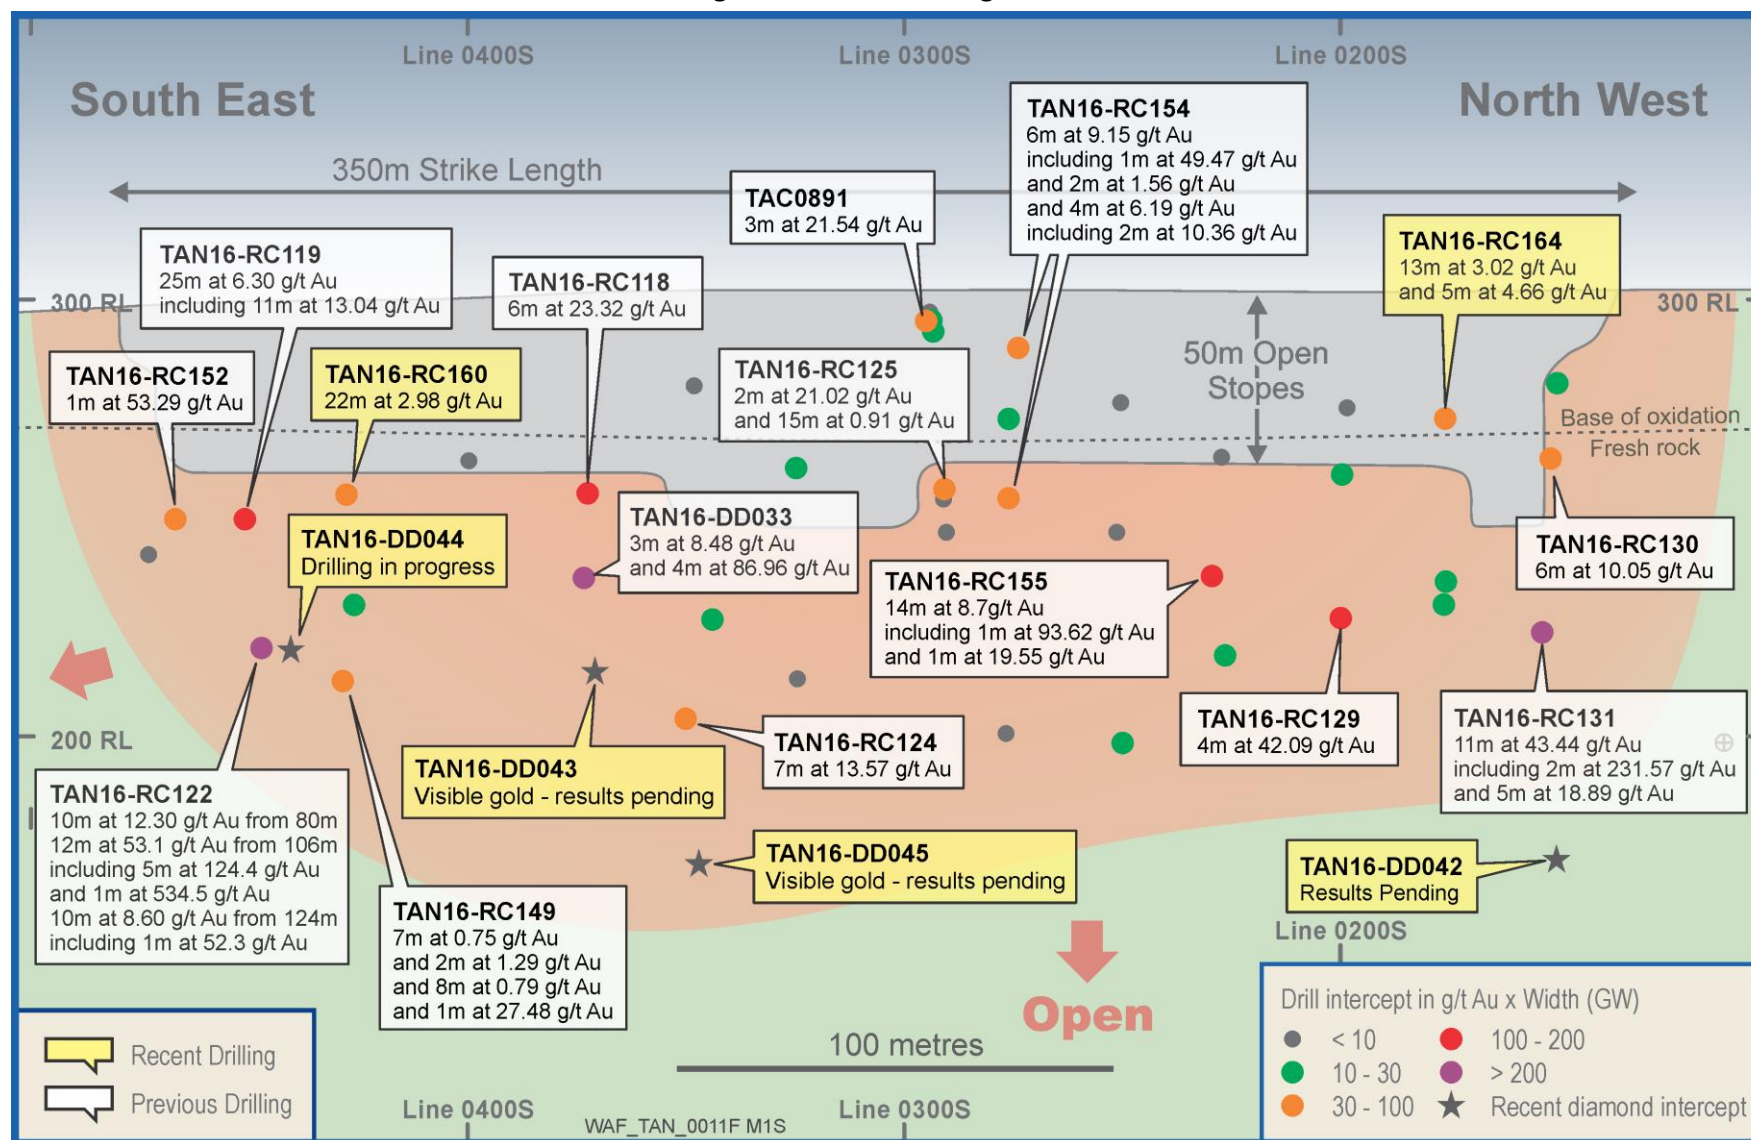 Line 0400S
Line 0300S
Line 0200S
South East
North West
350m Strike Length
TAN16-RC154
6m at 9.15 g/t Au
including 1m at 49.47 g/t Au
and 2m at 1.56 g/t Au
and 4m at 6.19 g/t Au
including 2m at 10.36 g/t Au
TAC0891
3m at 21.54 g/t Au
TAN16-RC164
13m at 3.02 g/t Au
and 5m at 4.66 g/t Au
TAN16-RC119
25m at 6.30 g/t Au
including 11m at 13.04 g/t Au
TAN16-RC118
6m at 23.32 g/t Au
300 RL
300 RL
TAN16-RC152
1m at 53.29 g/t Au
TAN16-RC160
22m at 2.98 g/t Au
TAN16-RC125
2m at 21.02 g/t Au
and 15m at 0.91 g/t Au
50m Open
Stopes
Base of oxidation
Fresh rock
TAN16-DD044
Drilling in progress
TAN16-DD033
3m at 8.48 g/t Au
and 4m at 86.96 g/t Au
TAN16-RC130
6m at 10.05 g/t Au
TAN16-RC155
14m at 8.7g/t Au
including 1m at 93.62 g/t Au
and 1m at 19.55 g/t Au
200 RL
TAN16-DD043
Visible gold - results pending
TAN16-RC124
7m at 13.57 g/t Au
TAN16-RC129
4m at 42.09 g/t Au
TAN16-RC131
11m at 43.44 g/t Au
including 2m at 231.57 g/t Au
and 5m at 18.89 g/t Au
TAN16-RC122
10m at 12.30 g/t Au from 80m
12m at 53.1 g/t Au from 106m
including 5m at 124.4 g/t Au
and 1m at 534.5 g/t Au
10m at 8.60 g/t Au from 124m
including 1m at 52.3 g/t Au
TAN16-DD045
Visible gold - results pending
TAN16-DD042
Results Pending
TAN16-RC149
7m at 0.75 g/t Au
and 2m at 1.29 g/t Au
and 8m at 0.79 g/t Au
and 1m at 27.48 g/t Au
Line 0200S
Open
100 metres
Recent Drilling
Previous Drilling
Drill intercept in g/t Au x Width (GW)
< 10
100 - 200
10 - 30
> 200
30 - 100
Recent diamond intercept
Line 0400S
Line 0300S
WAF_TAN_0011F M1S